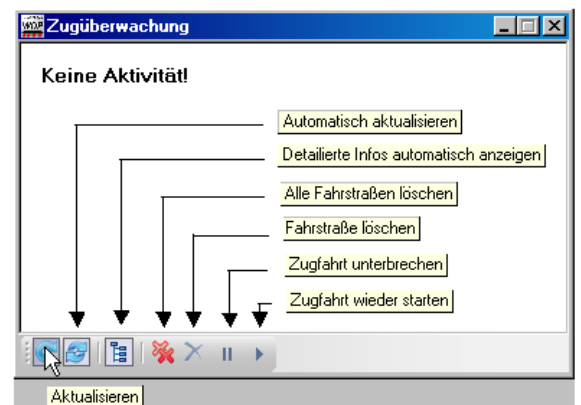 Zugüberwachung
Keine Aktivität!
Automatisch aktualisieren
Detailierte Infos automatisch anzeigen
Alle Fahrstraßen löschen
Fahrstraße löschen
Zugfahrt unterbrechen
Zugfahrt wieder starten
Aktualisieren